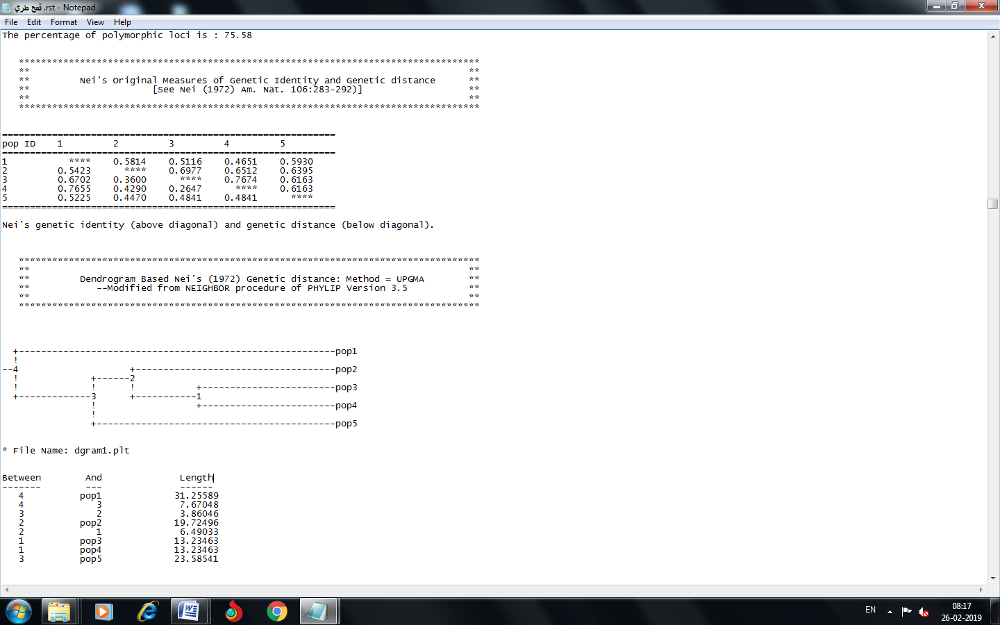 قمح طري .rst - Notepad
File Edit Format View Help
The percentage of polymorphic loci is : 75.58
************************************************************************************
** **
** Nei's Original Measures of Genetic Identity and Genetic distance **
** [See Nei (1972) Am. Nat. 106:283-292)] **
** **
************************************************************************************
============================================================
pop ID 1 2 3 4 5
============================================================
1 **** 0.5814 0.5116 0.4651 0.5930
2 0.5423 **** 0.6977 0.6512 0.6395
3 0.6702 0.3600 **** 0.7674 0.6163
4 0.7655 0.4290 0.2647 **** 0.6163
5 0.5225 0.4470 0.4841 0.4841 ****
============================================================
Nei's genetic identity (above diagonal) and genetic distance (below diagonal).
************************************************************************************
** **
** Dendrogram Based Nei's (1972) Genetic distance: Method = UPGMA **
** --Modified from NEIGHBOR procedure of PHYLIP Version 3.5 **
** **
************************************************************************************
+---------------------------------------------------------pop1
!
--4 +------------------------------------pop2
! +------2
! ! ! +------------------------pop3
+-------------3 +-----------1
! +------------------------pop4
!
+-------------------------------------------pop5
* File Name: dgram1.plt
Between And Length
------- --- ------
4 pop1 31.25589
4 3 7.67048
3 2 3.86046
2 pop2 19.72496
2 1 6.49033
1 pop3 13.23463
1 pop4 13.23463
3 pop5 23.58541
EN 08:17
26-02-2019